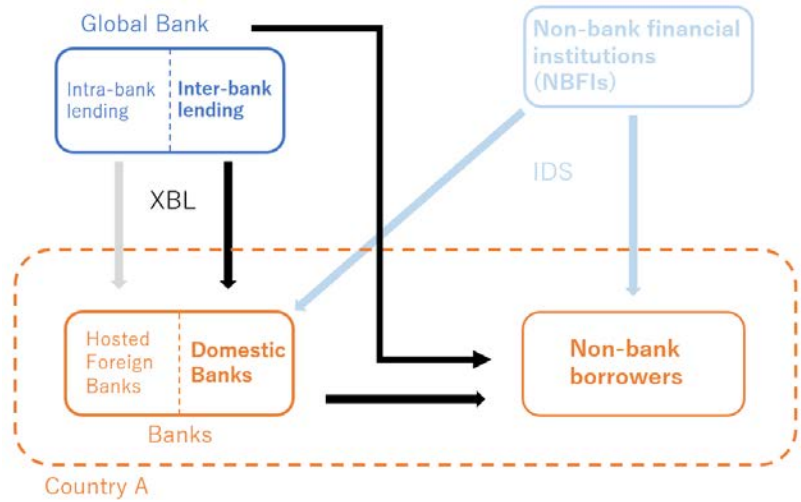 Global Bank
Intra-bank
lending
Inter-bank
lending
Non-bank financial
institutions
(NBFIs)
XBL
IDS
Hosted
Foreign
Banks
Domestic
Banks
Banks
Non-bank
borrowers
Country A